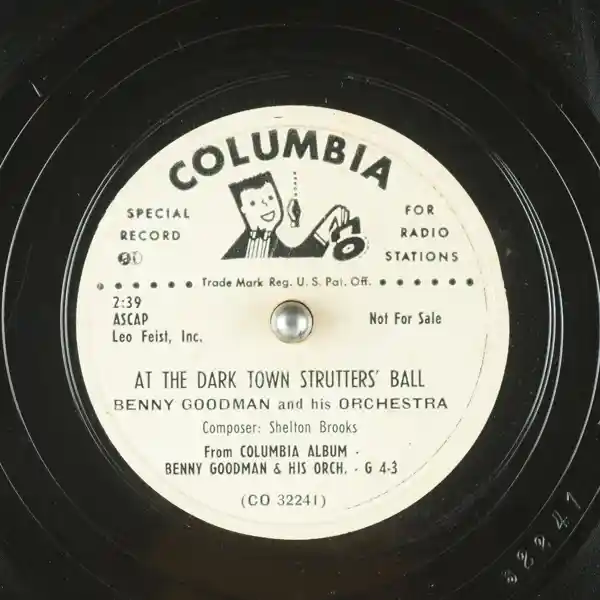 COLUMBIA
SPECIAL
RECORD
FOR
RADIO
STATIONS
Trade Mark Reg. U.S. Pat. Off.
2:39
ASCAP
Leo Feist, Inc.
Not For Sale
AT THE DARK TOWN STRUTTERS' BALL
BENNY GOODMAN and his ORCHESTRA
Composer: Shelton Brooks
From COLUMBIA ALBUM -
BENNY GOODMAN & HIS ORCH. - G 4-3
(CO 32241)
32241